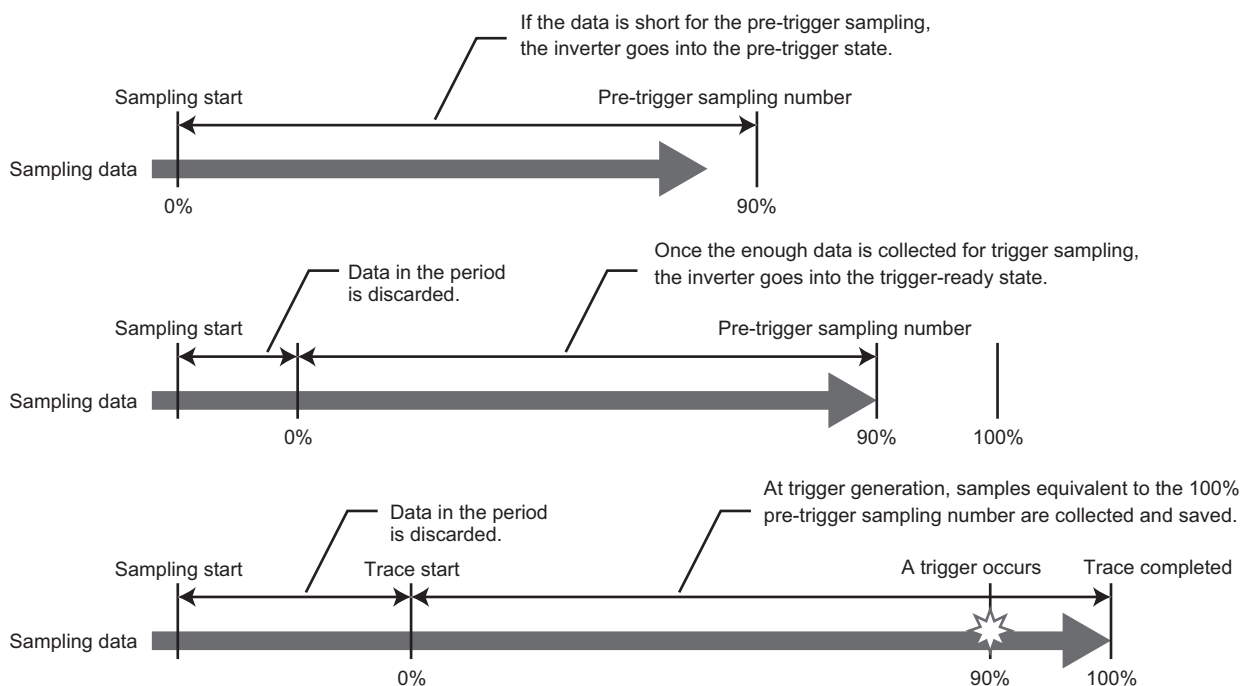 If the data is short for the pre-trigger sampling,
the inverter goes into the pre-trigger state.
Sampling start
Pre-trigger sampling number
Sampling data
0%
90%
Once the enough data is collected for trigger sampling,
the inverter goes into the trigger-ready state.
Data in the period
is discarded.
Sampling start
Pre-trigger sampling number
Sampling data
0%
90%
100%
At trigger generation, samples equivalent to the 100%
pre-trigger sampling number are collected and saved.
Data in the period
is discarded.
Sampling start
Trace start
A trigger occurs
Trace completed
Sampling data
0%
90%
100%